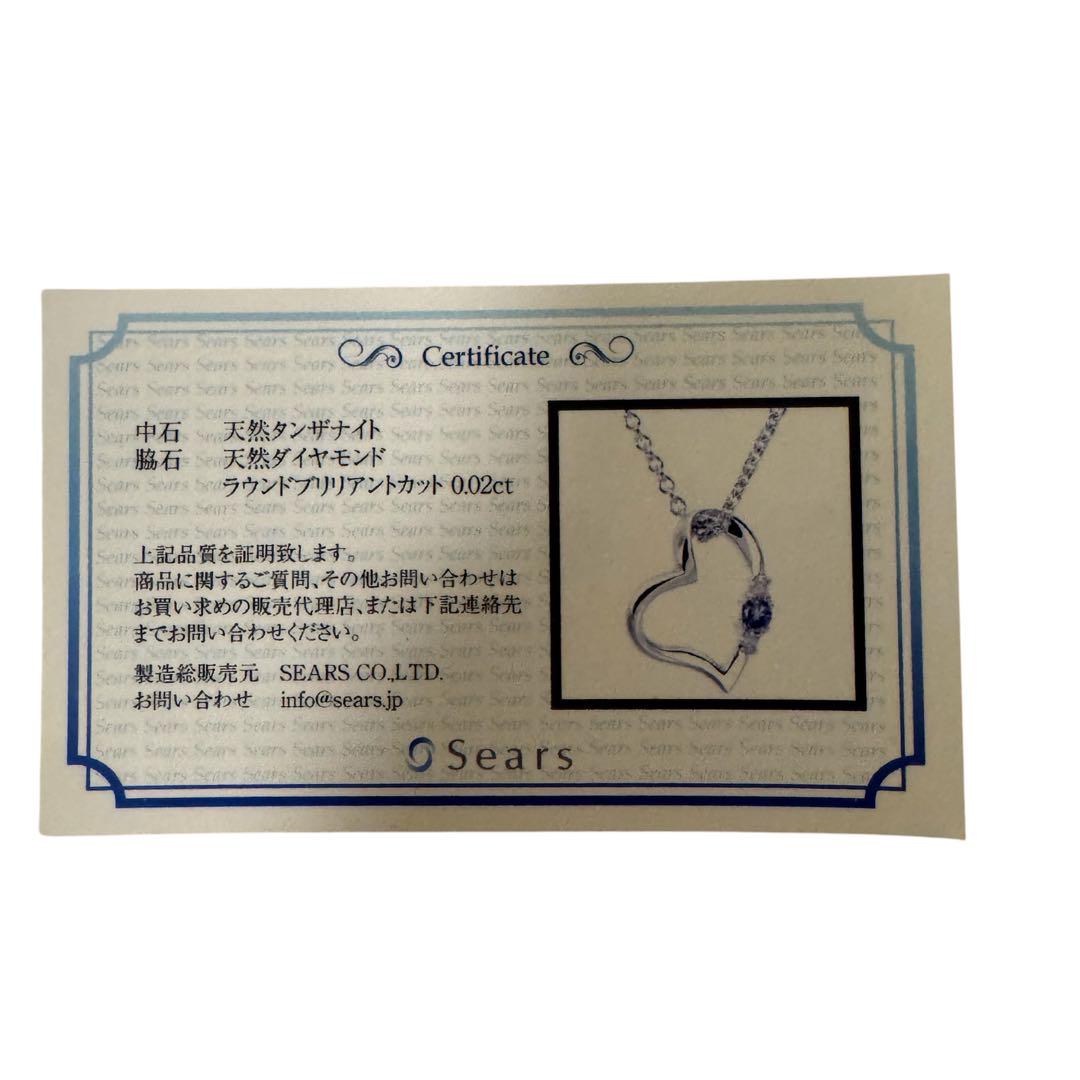 Certificate
中石 天然タンザナイト
脇石 天然ダイヤモンド
ラウンドブリリアントカット 0.02ct
上記品質を証明致します。
商品に関するご質問、その他お問い合わせは
お買い求めの販売代理店、または下記連絡先
までお問い合わせください。
製造総販売元 SEARS CO.,LTD.
お問い合わせ info@sears.jp
Sears